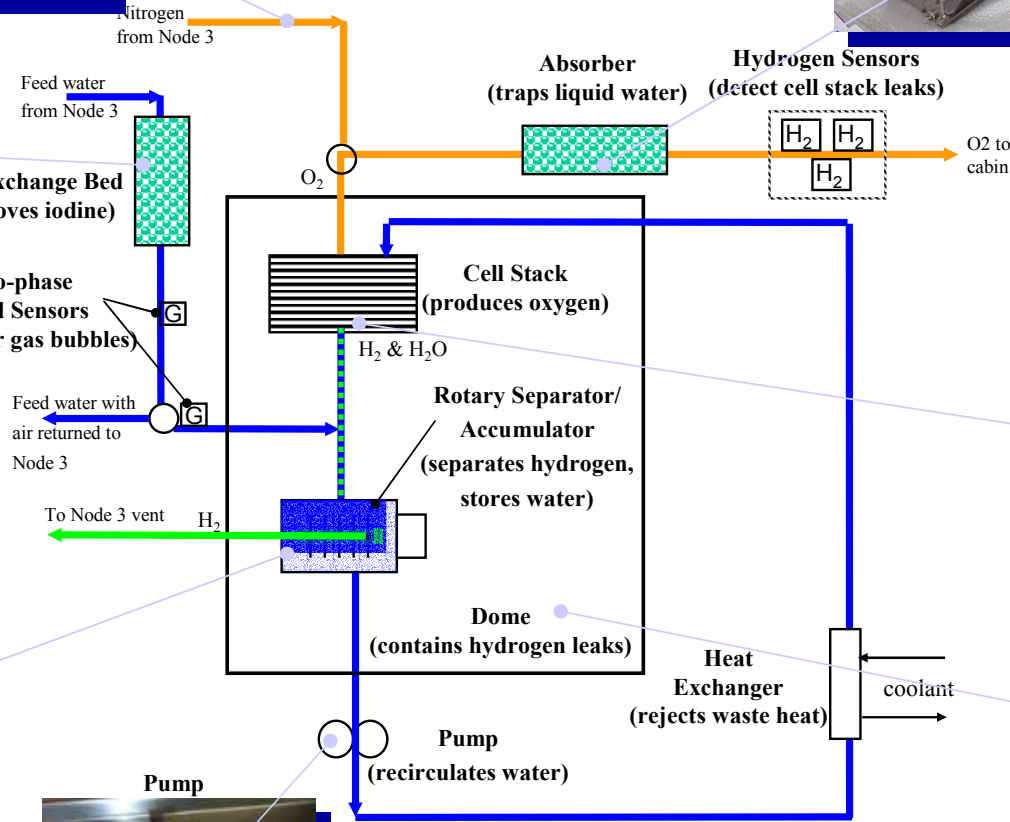 Nitrogen
from Node 3
Feed water
from Node 3
Absorber
(traps liquid water)
Hydrogen Sensors
(detect cell stack leaks)
H2
H2
H2
O2 to
cabin
O2
Bed
iodine)
Cell Stack
(produces oxygen)
Sensors
gas bubbles)
G
H2 & H2O
G
Feed water with
air returned to
Node 3
Rotary Separator/
Accumulator
(separates hydrogen,
stores water)
To Node 3 vent
H2
Dome
(contains hydrogen leaks)
Heat
Exchanger
(rejects waste heat)
coolant
Pump
(recirculates water)
Pump